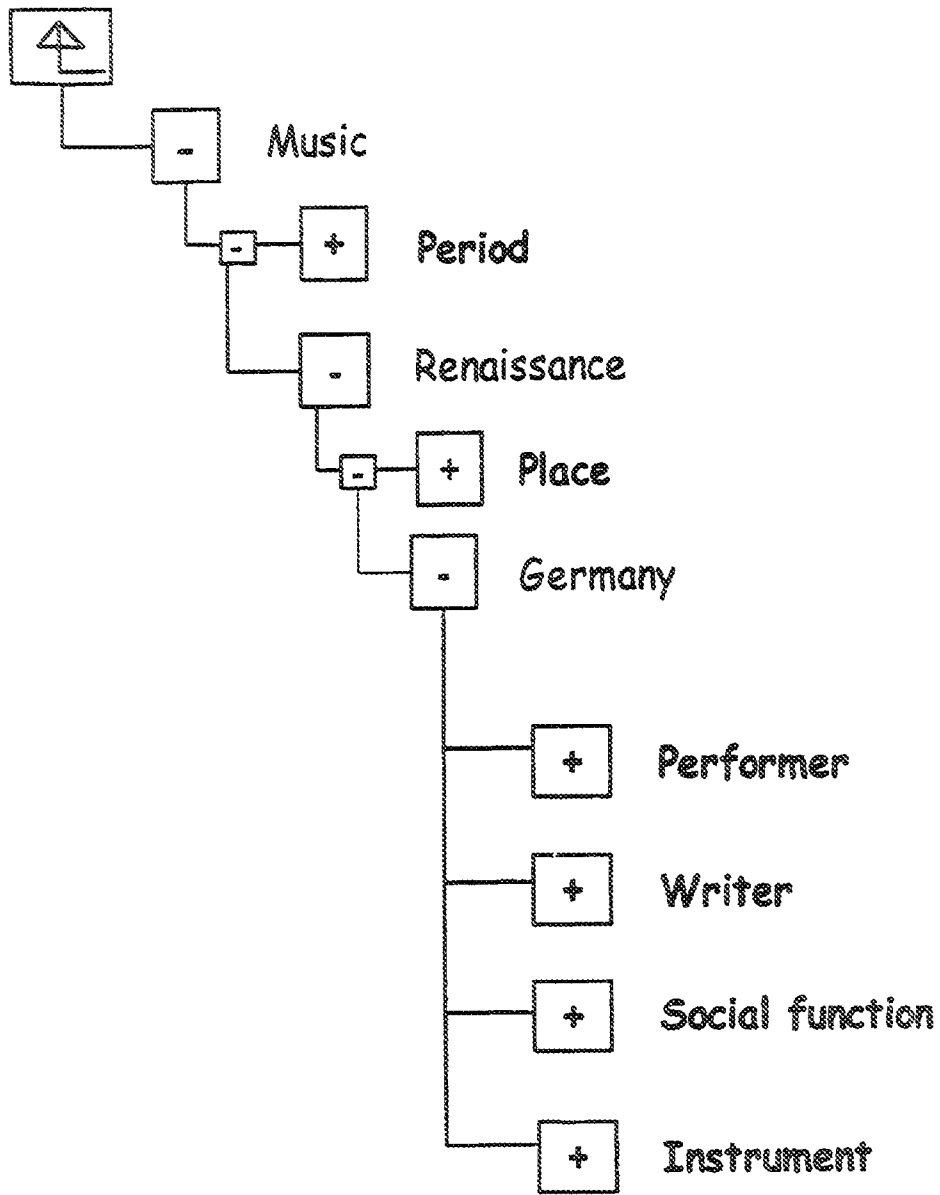 - Music
- + Period
- Renaissance
- + Place
- Germany
+ Performer
+ Writer
+ Social function
+ Instrument